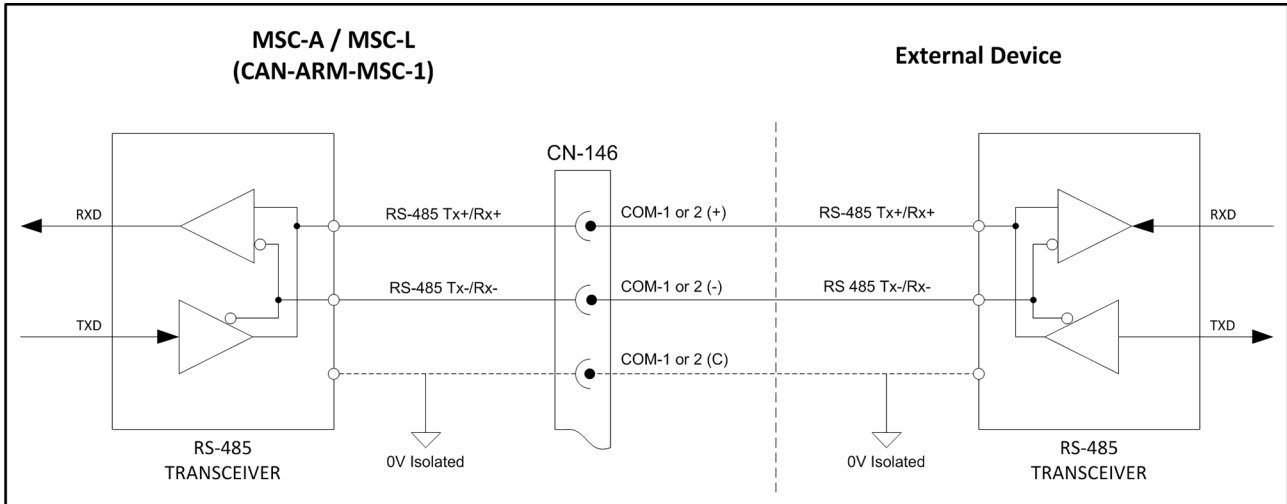 MSC-A / MSC-L
(CAN-ARM-MSC-1)
External Device
CN-146
RXD
RS-485 Tx+/Rx+
COM-1 or 2 (+)
RS-485 Tx+/Rx+
RXD
RS-485 Tx-/Rx-
COM-1 or 2 (-)
RS 485 Tx-/Rx-
TXD
TXD
COM-1 or 2 (C)
RS-485
TRANSCEIVER
0V Isolated
0V Isolated
RS-485
TRANSCEIVER